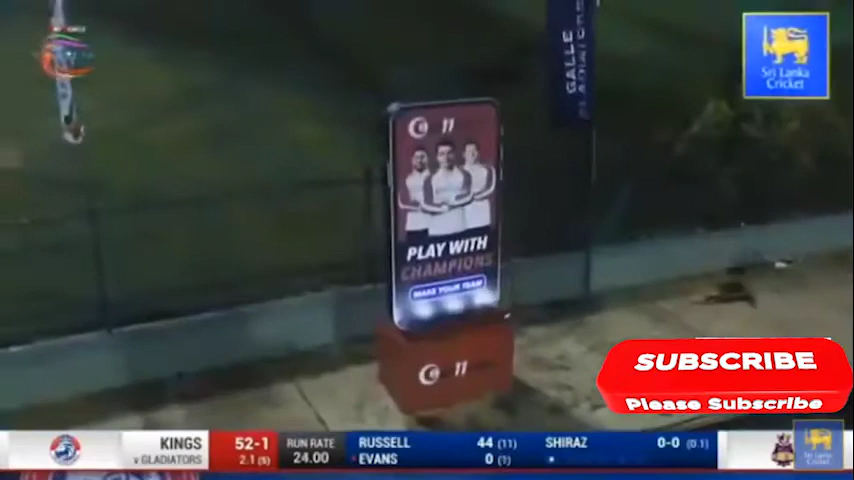 Sri Lanka
Cricket
GALLE
GLADIATORS
11
PLAY WITH
CHAMPIONS
MAKE YOUR TEAM
11
SUBSCRIBE
Please Subscribe
KINGS
v GLADIATORS
52-1
2.1 (5)
RUN RATE
24.00
RUSSELL 44 (11)
EVANS 0 (1)
SHIRAZ 0-0 (0.1)
Sri Lanka
Cricket